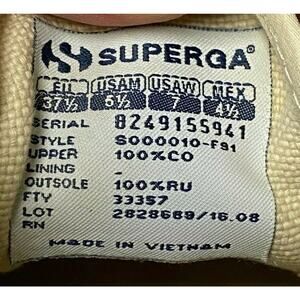 SUPERGA®
EU USAM USAW MEX
37½ 5½ 7 4½
SERIAL 8249155941
STYLE S000010-F91
UPPER 100%CO
LINING -
OUTSOLE 100%RU
FTY 33357
LOT 2828669/16.08
RN
MADE IN VIETNAM